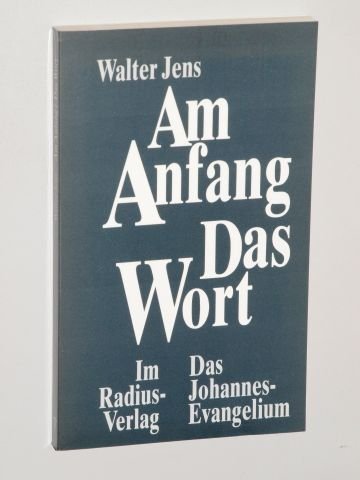 Walter Jens
Am
Anfang
Das
Wort
Im
Radius-
Verlag
Das
Johannes-
Evangelium